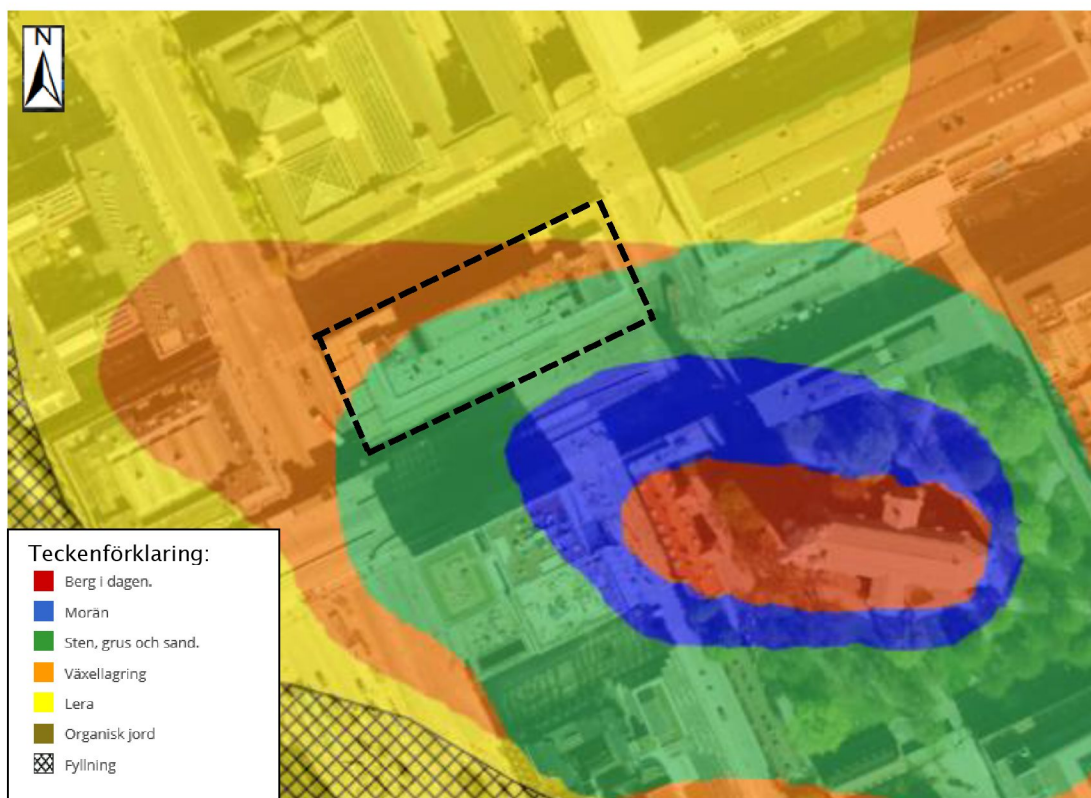 N
Teckenförklaring:
Berg i dagen.
Morän
Sten, grus och sand.
Växellagring
Lera
Organisk jord
Fyllning